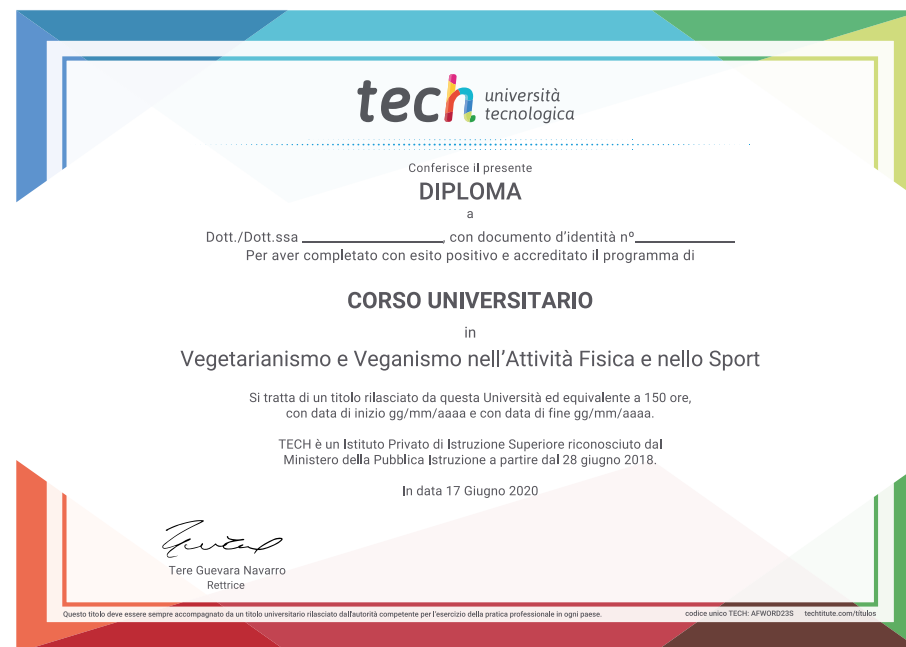 tech università
tecnologica
Conferisce il presente
DIPLOMA
a
Dott./Dott.ssa ____________________, con documento d'identità nº______________
Per aver completato con esito positivo e accreditato il programma di
CORSO UNIVERSITARIO
in
Vegetarianismo e Veganismo nell'Attività Fisica e nello Sport
Si tratta di un titolo rilasciato da questa Università ed equivalente a 150 ore,
con data di inizio gg/mm/aaaa e con data di fine gg/mm/aaaa.
TECH è un Istituto Privato di Istruzione Superiore riconosciuto dal
Ministero della Pubblica Istruzione a partire dal 28 giugno 2018.
In data 17 Giugno 2020
Tere Guevara Navarro
Rettrice
Questo titolo deve essere sempre accompagnato da un titolo universitario rilasciato dall'autorità competente per l'esercizio della pratica professionale in ogni paese. codice unico TECH: AFWORD23S techtitute.com/títulos